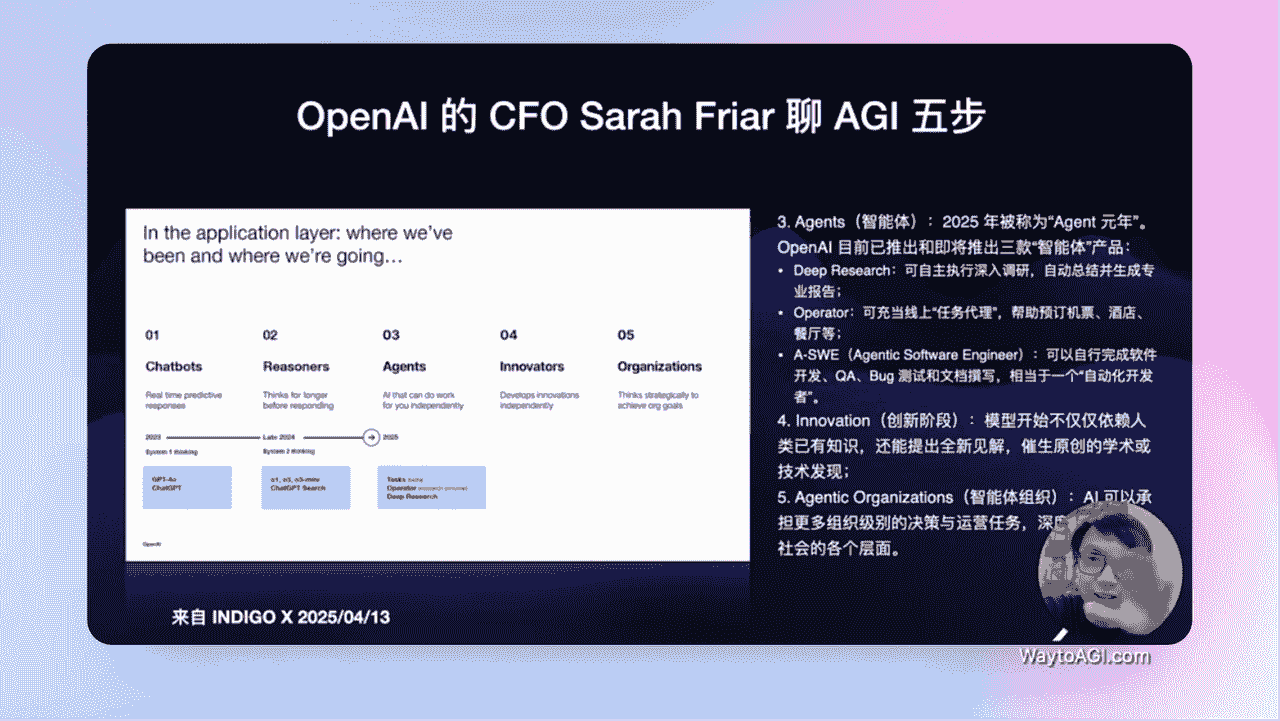 OpenAI 的 CFO Sarah Friar 聊 AGI 五步
In the application layer: where we've
been and where we're going...
01
Chatbots
Real time predictive
responses
02
Reasoners
Thinks for longer
before responding
03
Agents
AI that can do work
for you independently
04
Innovators
Develops innovations
independently
05
Organizations
Thinks strategically to
achieve org goals
2023
Late 2024
2025
System 1 thinking
System 2 thinking
GPT-4o
ChatGPT
o1, o3, o3-mini
ChatGPT Search
Tasks
Operator
Deep Research
OpenAI
3. Agents（智能体）：2025 年被称为“Agent 元年”。
OpenAI 目前已推出和即将推出三款“智能体”产品：
• Deep Research：可自主执行深入调研，自动总结并生成专
业报告；
• Operator：可充当线上“任务代理”，帮助预订机票、酒店、
餐厅等；
• A-SWE（Agentic Software Engineer）：可以自行完成软件
开发、QA、Bug 调试和文档撰写，相当于一个“自动化开发
者”。
4. Innovation（创新阶段）：模型开始不仅仅依赖人
类已有知识，还能提出全新见解，催生原创的学术或
技术发现；
5. Agentic Organizations（智能体组织）：AI 可以承
担更多组织级别的决策与运营任务，深
社会的各个层面。
来自 INDIGO X 2025/04/13
WaytoAGI.com